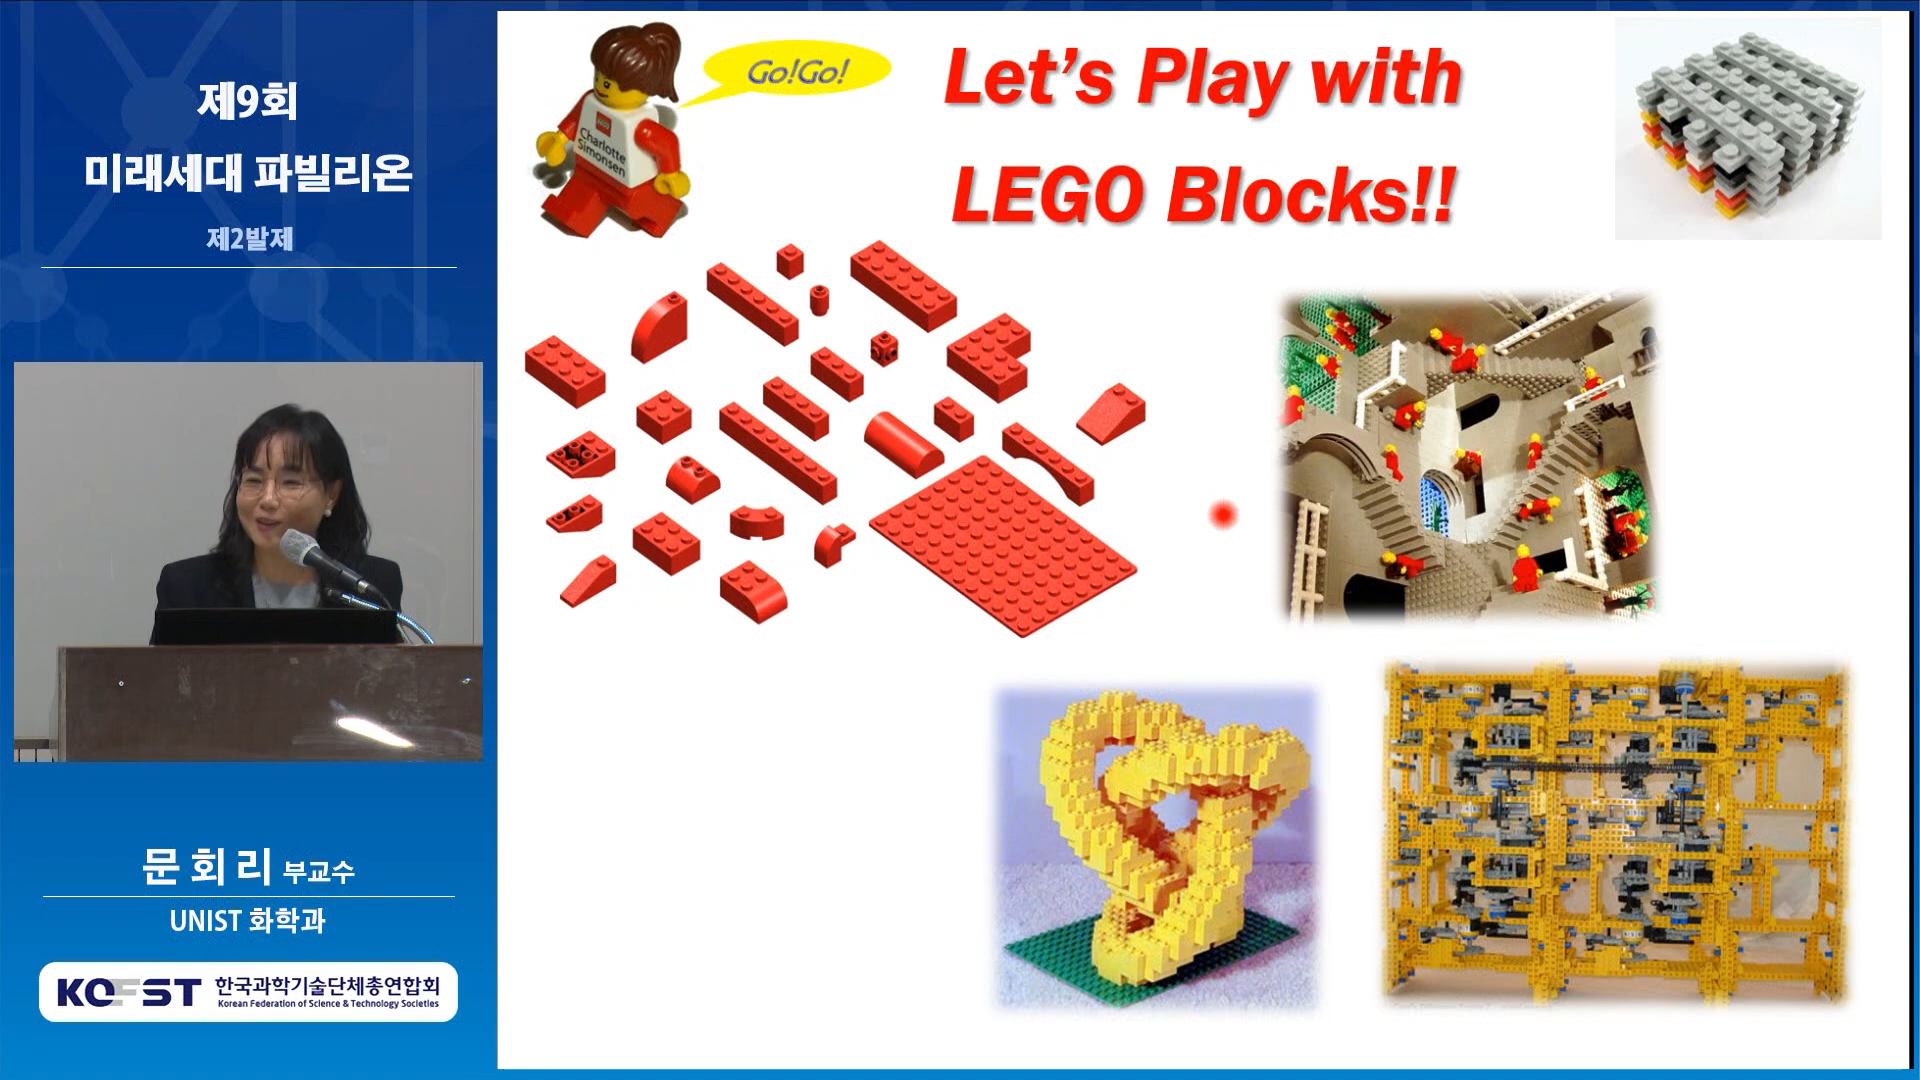 제9회
미래세대 파빌리온
제2발제
문 회 리 부교수
UNIST 화학과
KOFST 한국과학기술단체총연합회
Korean Federation of Science & Technology Societies
Go!Go!
Let's Play with
LEGO Blocks!!
LEGO
Charlotte
Simonsen